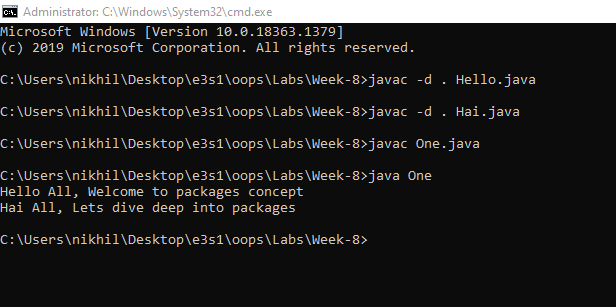 Administrator: C:\Windows\System32\cmd.exe
Microsoft Windows [Version 10.0.18363.1379]
(c) 2019 Microsoft Corporation. All rights reserved.
C:\Users\nikhil\Desktop\e3s1\oops\Labs\Week-8>javac -d . Hello.java
C:\Users\nikhil\Desktop\e3s1\oops\Labs\Week-8>javac -d . Hai.java
C:\Users\nikhil\Desktop\e3s1\oops\Labs\Week-8>javac One.java
C:\Users\nikhil\Desktop\e3s1\oops\Labs\Week-8>java One
Hello All, Welcome to packages concept
Hai All, Lets dive deep into packages
C:\Users\nikhil\Desktop\e3s1\oops\Labs\Week-8>